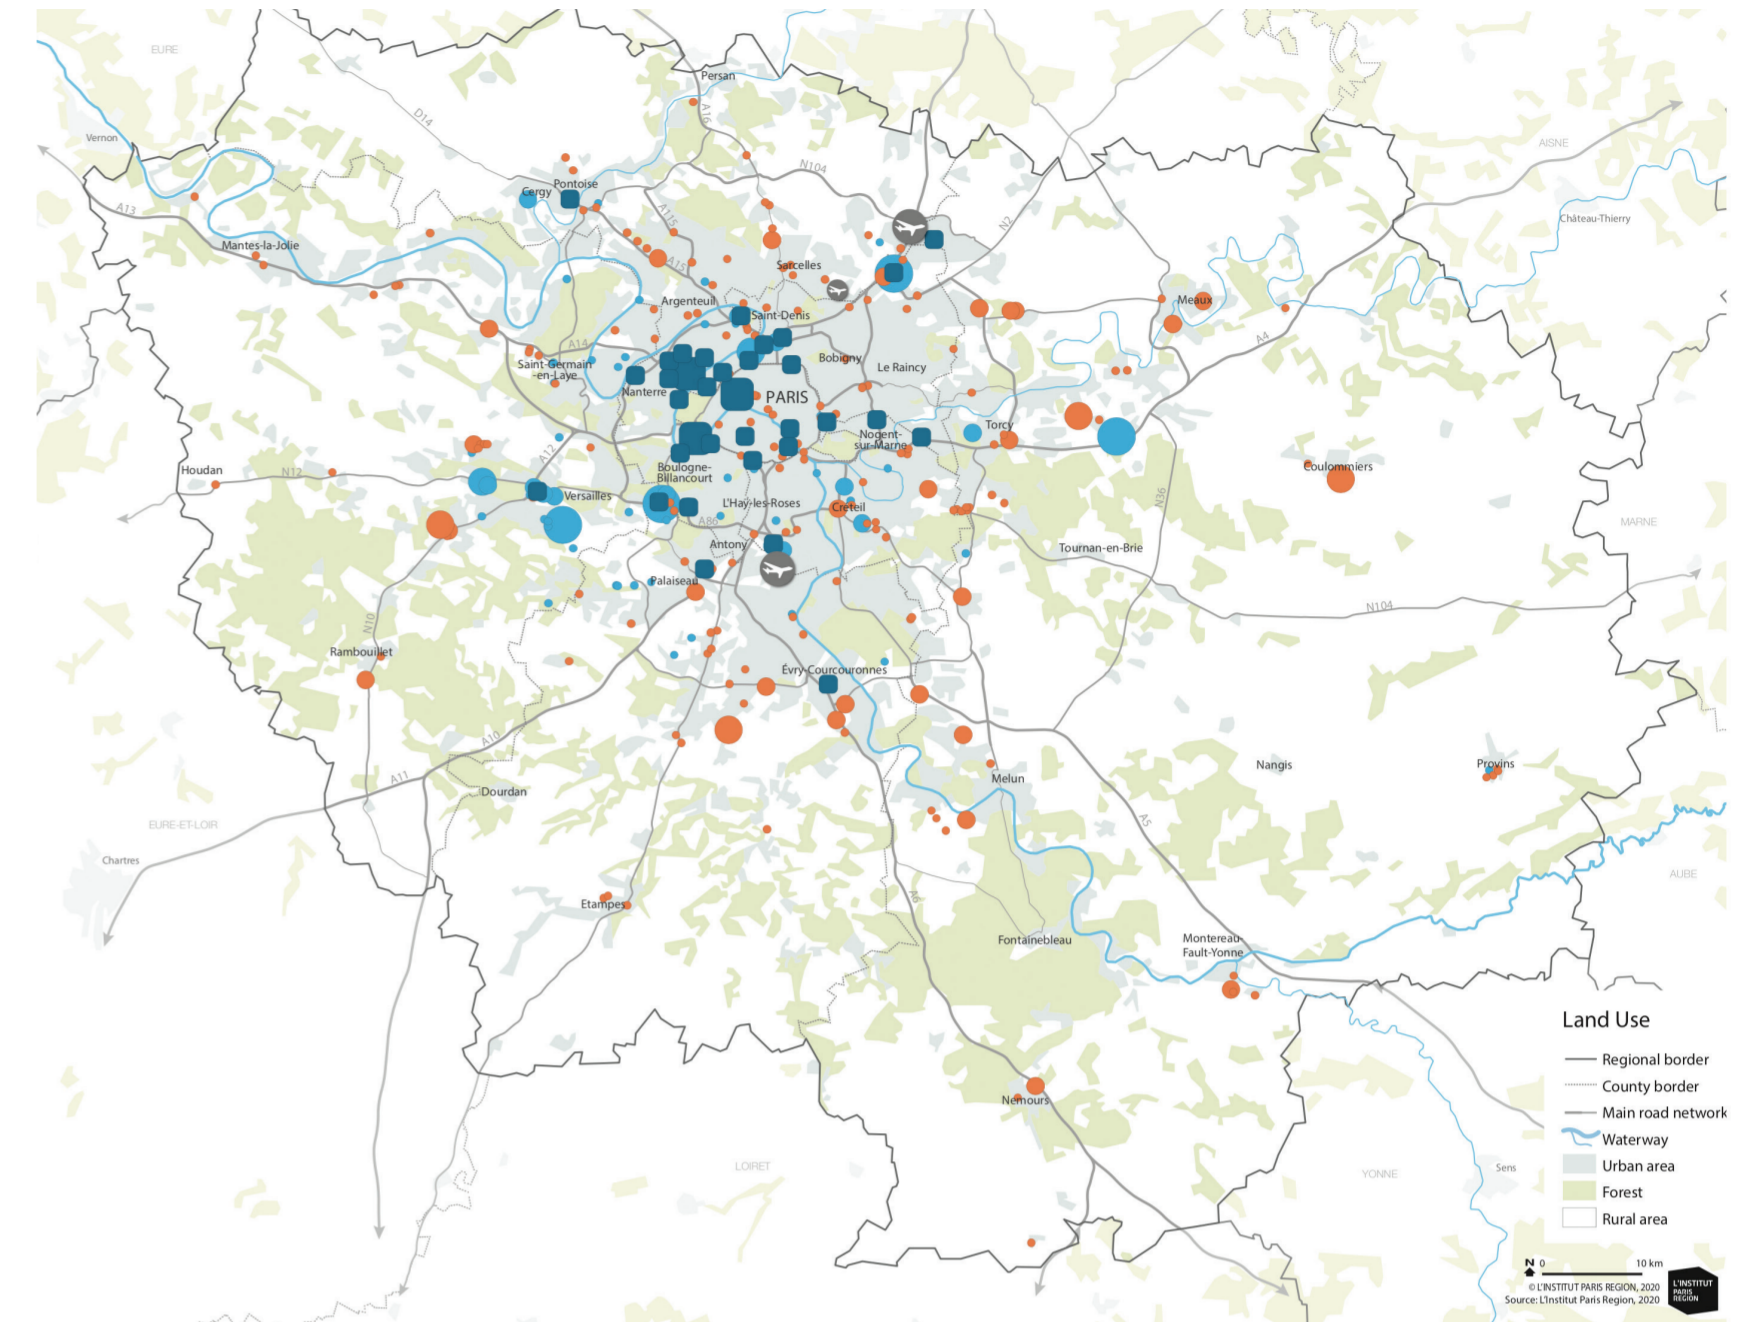 EURE
Persan
D14
A16
Vernon
AISNE
N104
Pontoise
Cergy
A13
A115
A115
N2
Château-Thierry
Mantes-la-Jolie
A15
Sarcelles
Argenteuil
Meaux
Saint-Denis
A14
A4
Saint-Germain
-en-Laye
Bobigny
Le Raincy
Nanterre
PARIS
Torcy
Nogent-
sur-Marne
A12
Houdan
N12
Boulogne-
Billancourt
Coulommiers
Versailles
N36
L'Haÿ-les-Roses
Créteil
A86
MARNE
Antony
Tournan-en-Brie
Palaiseau
N104
N10
Rambouillet
Évry-Courcouronnes
A10
Nangis
Provins
A11
Melun
Dourdan
EURE-ET-LOIR
A5
Chartres
AUBE
A6
Etampes
Fontainebleau
Montereau-
Fault-Yonne
Nemours
LOIRET
YONNE
Sens
Land Use
Regional border
County border
Main road network
Waterway
Urban area
Forest
Rural area
N 0 10 km
© L'INSTITUT PARIS REGION, 2020
Source: L'Institut Paris Region, 2020
L'INSTITUT
PARIS
REGION